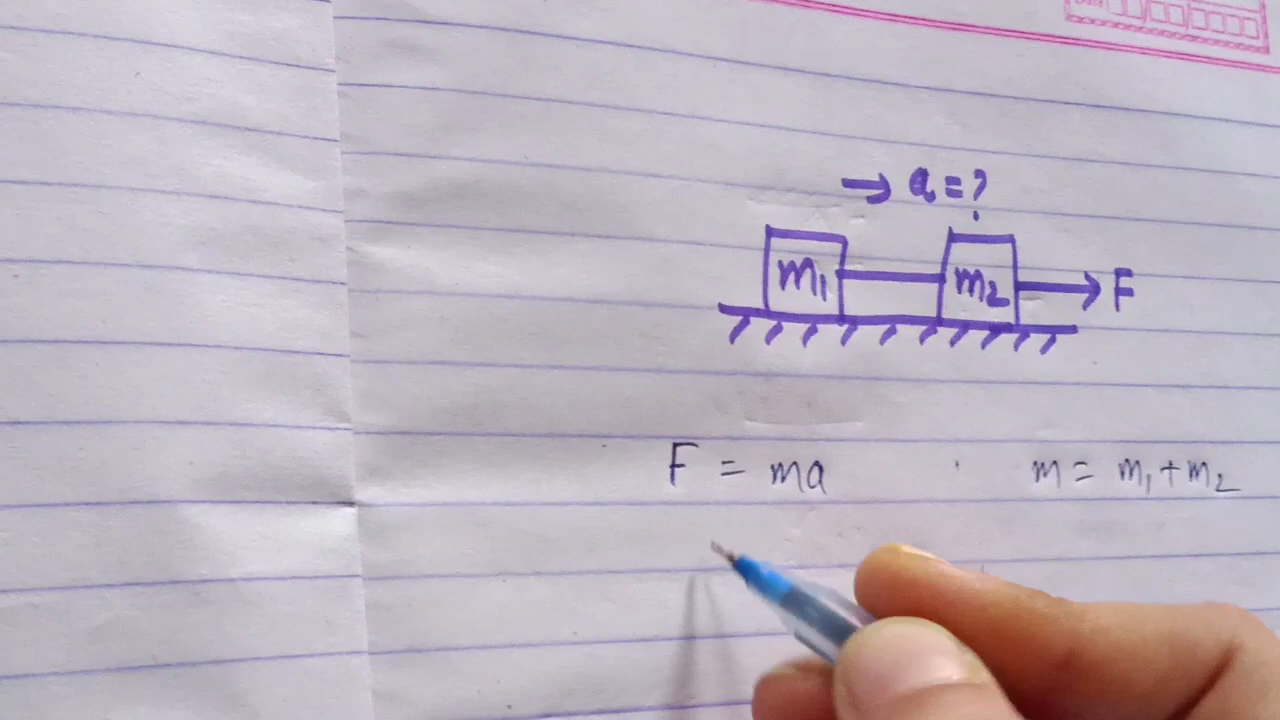 → a = ?
m₁ m₂ → F
F = ma m = m₁ + m₂